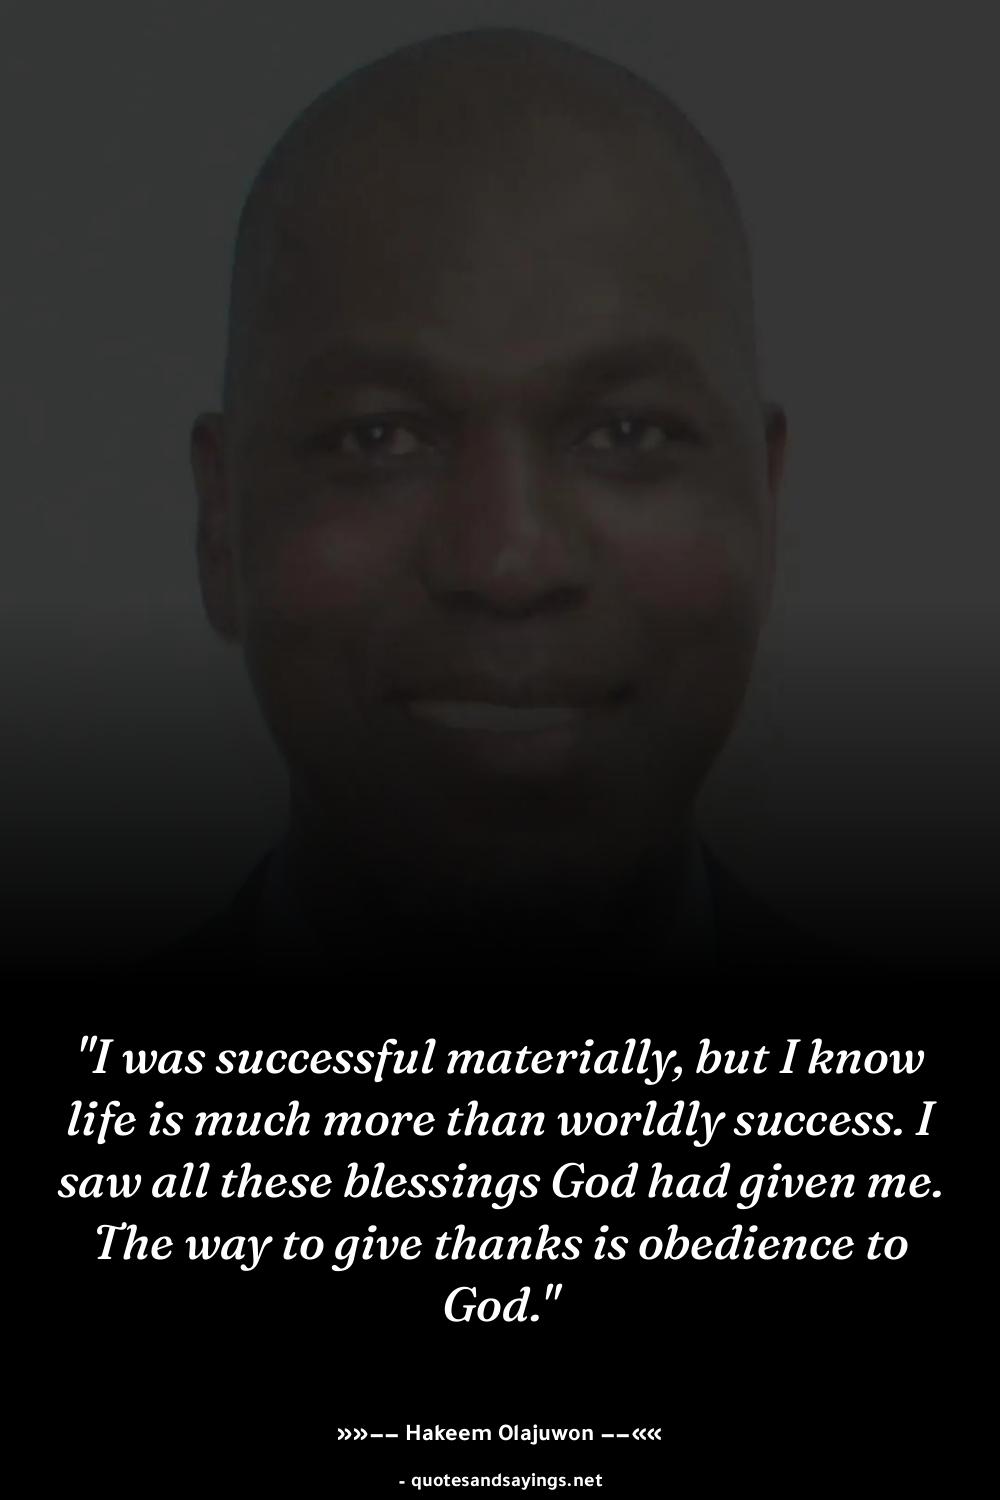 "I was successful materially, but I know
life is much more than worldly success. I
saw all these blessings God had given me.
The way to give thanks is obedience to
God."
»»–– Hakeem Olajuwon ––««
- quotesandsayings.net